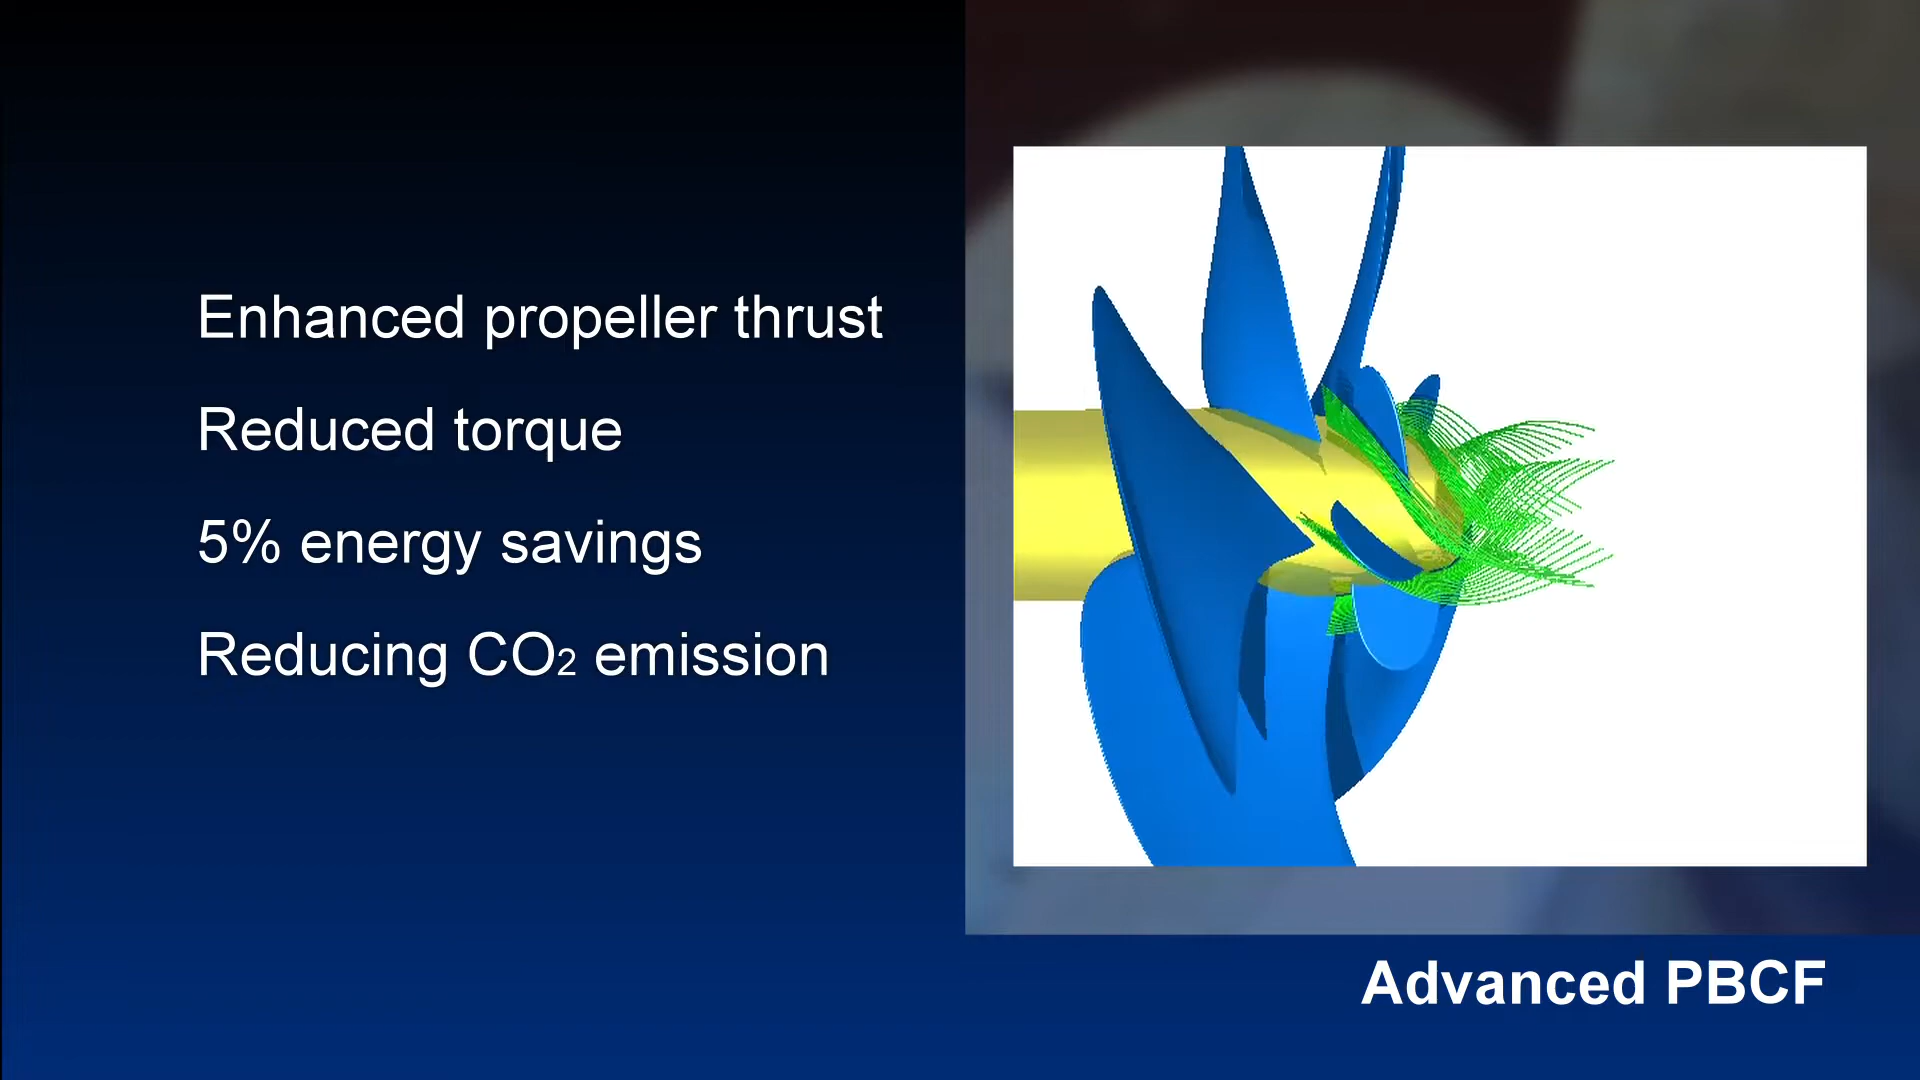 Enhanced propeller thrust
Reduced torque
5% energy savings
Reducing CO₂ emission
Advanced PBCF